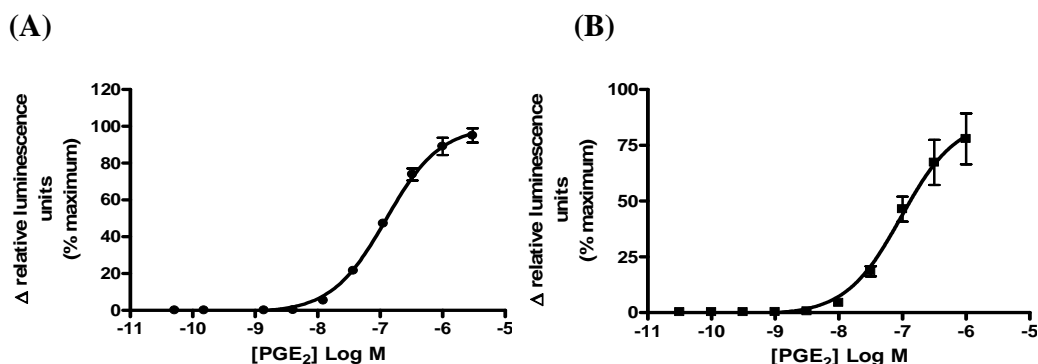 (A)
Δ relative luminescence
units
(% maximum)
120
100
80
60
40
20
0
-11 -10 -9 -8 -7 -6 -5
[PGE₂] Log M
(B)
Δ relative luminescence
units
(% maximum)
100
75
50
25
0
-11 -10 -9 -8 -7 -6 -5
[PGE₂] Log M